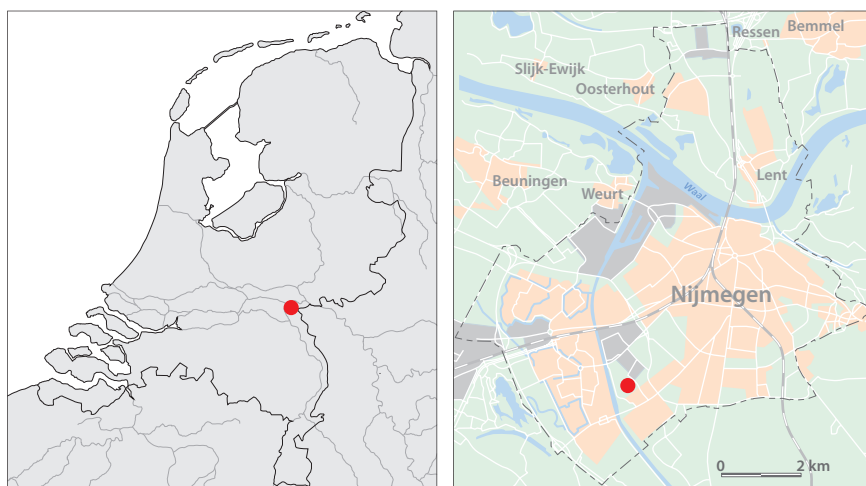 Ressen
Bemmel
Slijk-Ewijk
Oosterhout
Lent
Beuningen
Weurt
Waal
Nijmegen
0 2 km